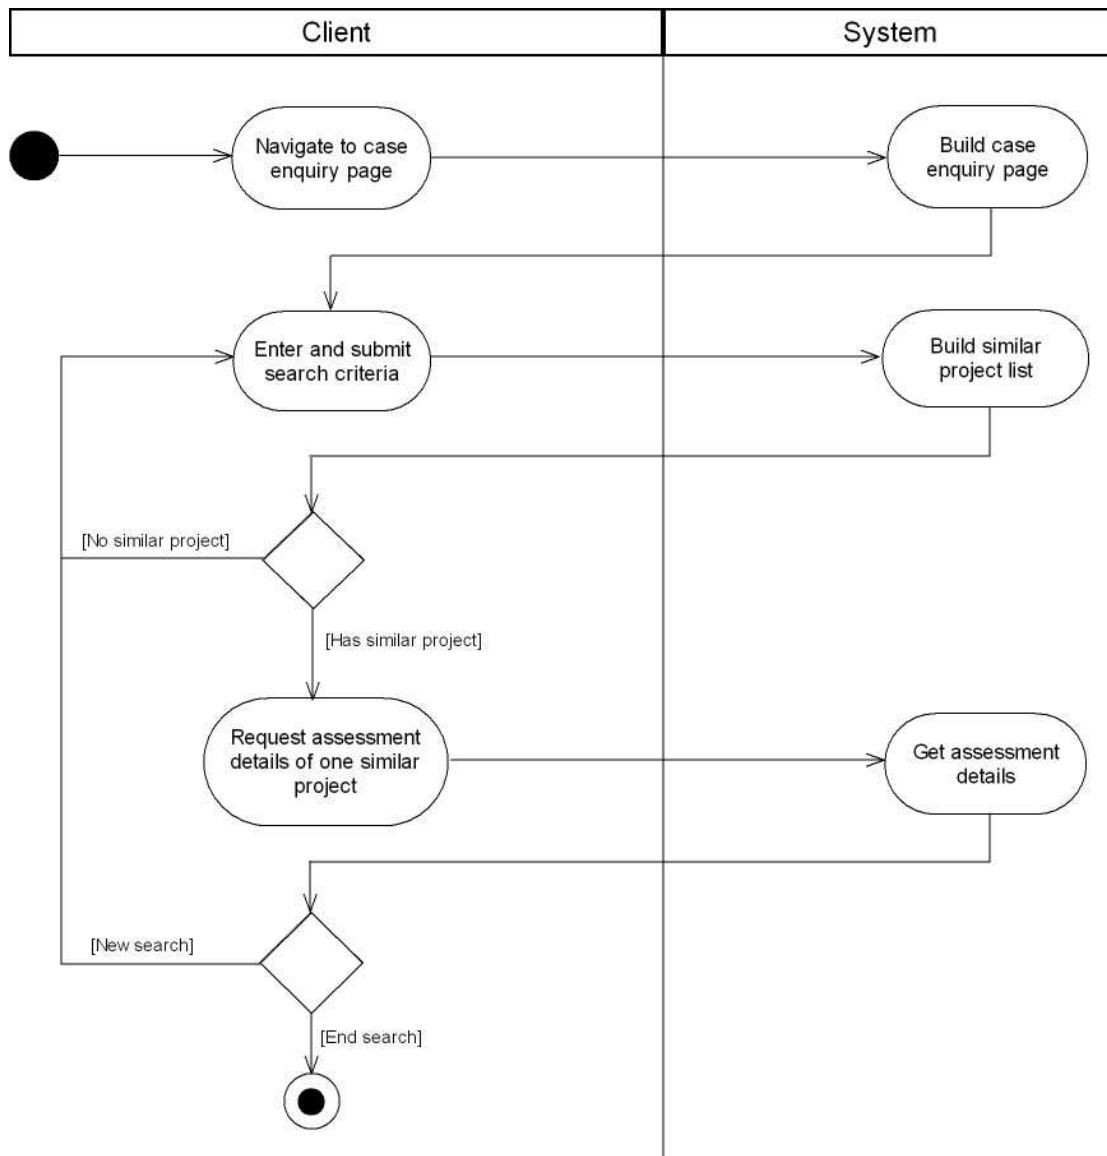 Client
System
Navigate to case
enquiry page
Build case
enquiry page
Enter and submit
search criteria
Build similar
project list
[No similar project]
[Has similar project]
Request assessment
details of one similar
project
Get assessment
details
[New search]
[End search]